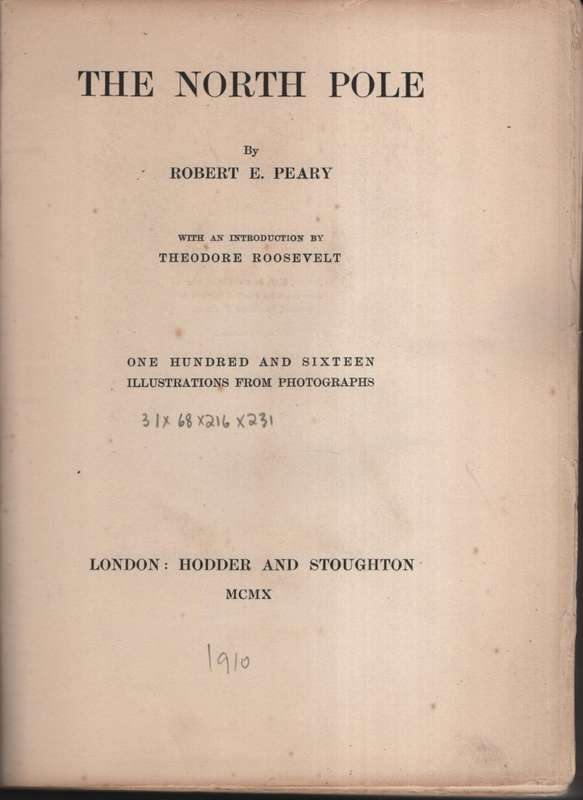 THE NORTH POLE
By
ROBERT E. PEARY
WITH AN INTRODUCTION BY
THEODORE ROOSEVELT
ONE HUNDRED AND SIXTEEN
ILLUSTRATIONS FROM PHOTOGRAPHS
31x 68x216 x231
LONDON: HODDER AND STOUGHTON
MCMX
1910